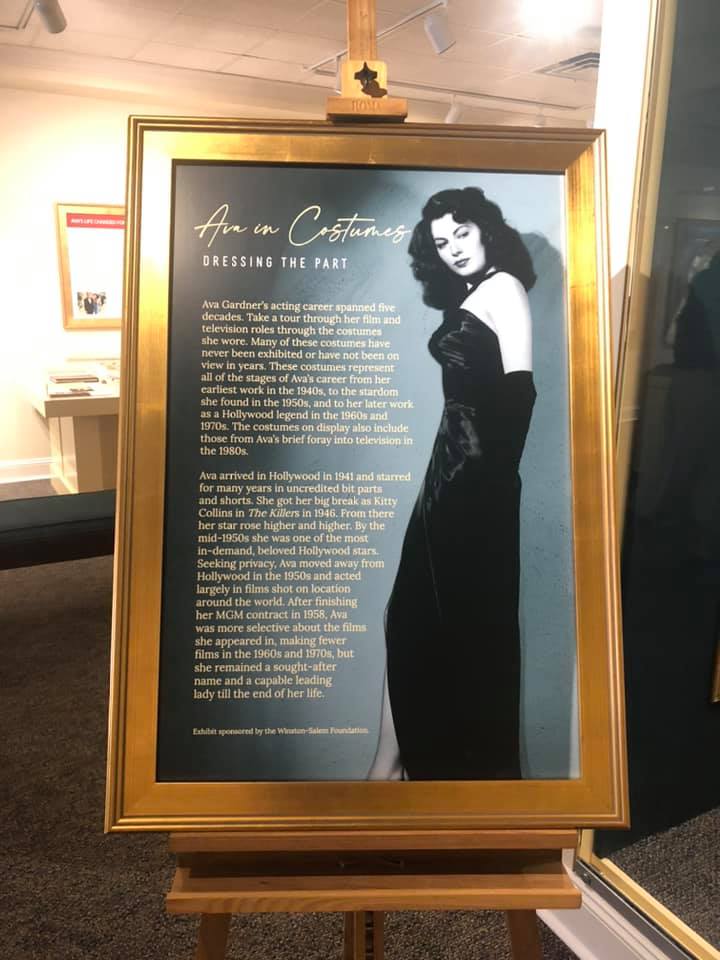 ROMA
AVA'S LIFE CHANGED FOR
Ava in Costumes
DRESSING THE PART
Ava Gardner's acting career spanned five
decades. Take a tour through her film and
television roles through the costumes
she wore. Many of these costumes have
never been exhibited or have not been on
view in years. These costumes represent
all of the stages of Ava's career from her
earliest work in the 1940s, to the stardom
she found in the 1950s, and to her later work
as a Hollywood legend in the 1960s and
1970s. The costumes on display also include
those from Ava's brief foray into television in
the 1980s.
Ava arrived in Hollywood in 1941 and starred
for many years in uncredited bit parts
and shorts. She got her big break as Kitty
Collins in The Killers in 1946. From there
her star rose higher and higher. By the
mid-1950s she was one of the most
in-demand, beloved Hollywood stars.
Seeking privacy, Ava moved away from
Hollywood in the 1950s and acted
largely in films shot on location
around the world. After finishing
her MGM contract in 1958, Ava
was more selective about the films
she appeared in, making fewer
films in the 1960s and 1970s, but
she remained a sought-after
name and a capable leading
lady till the end of her life.
Exhibit sponsored by the Winston-Salem Foundation.